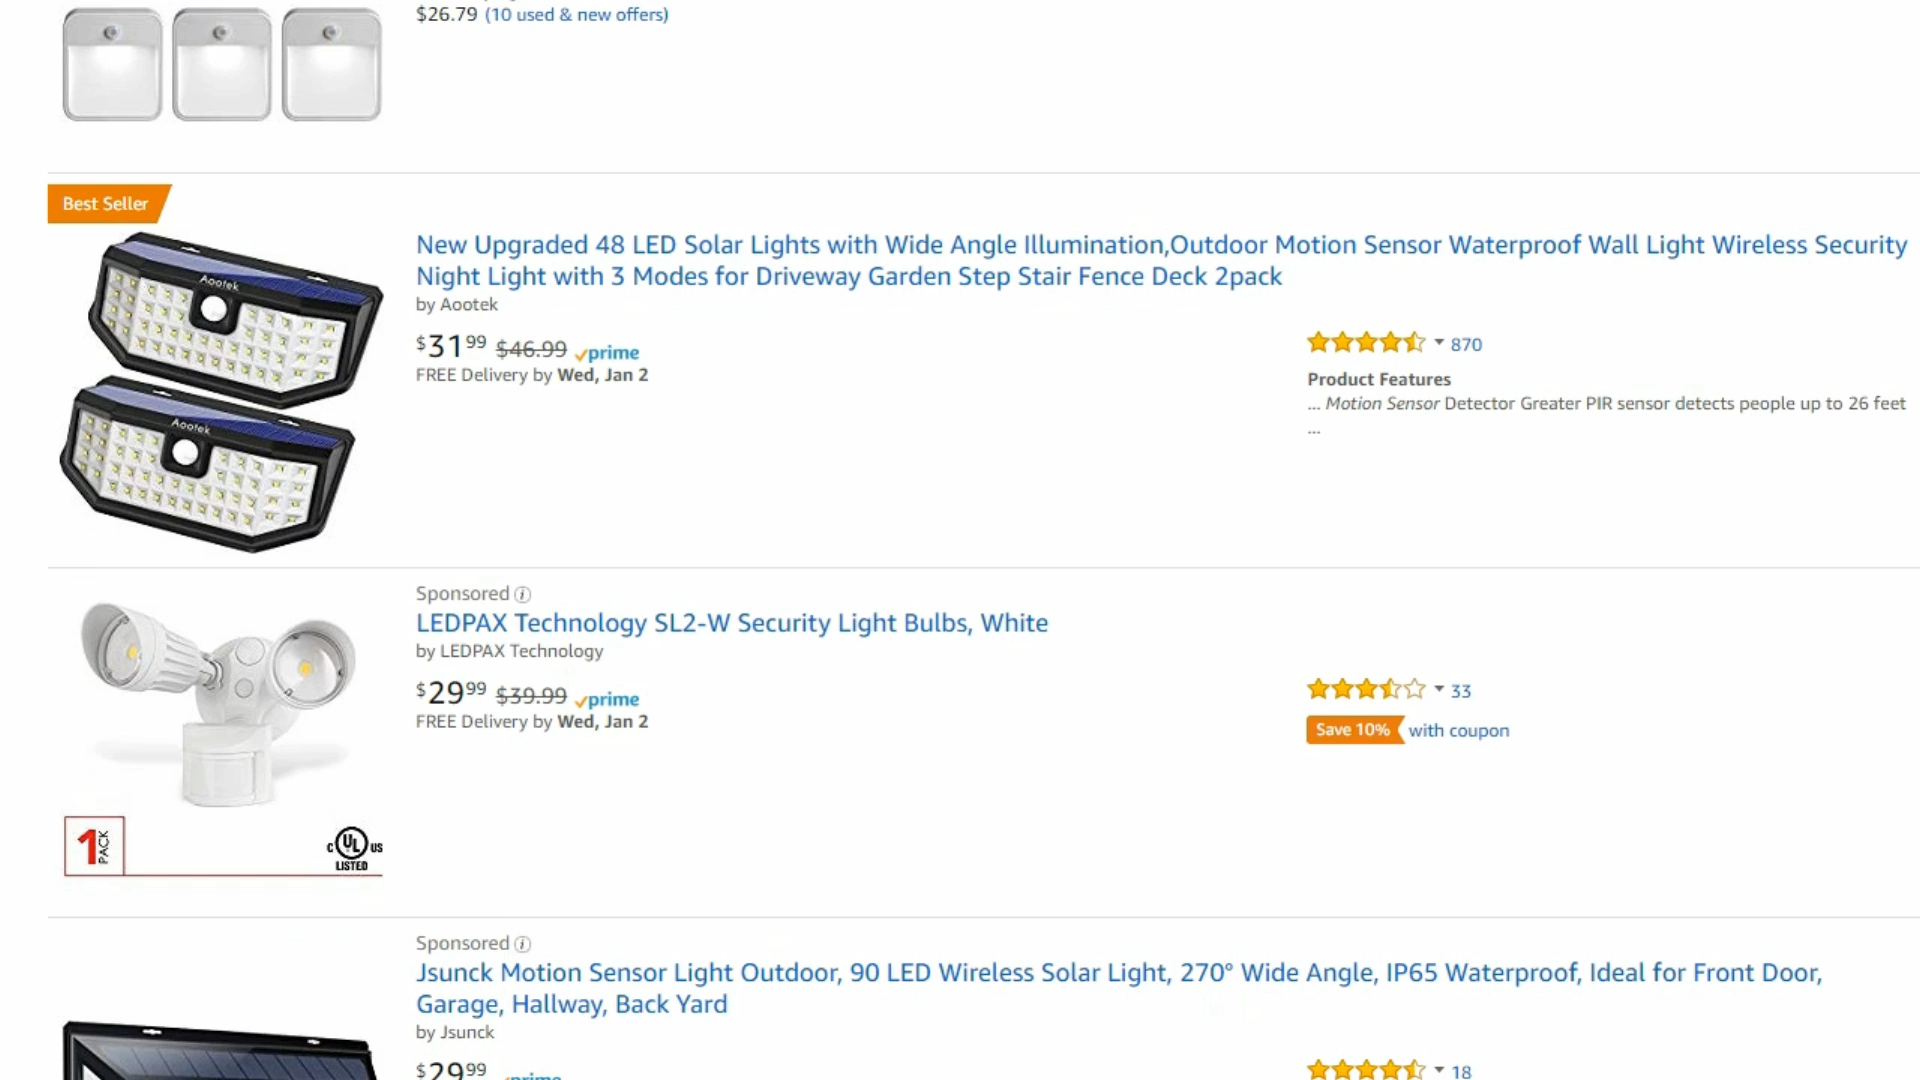 $26.79 (10 used & new offers)
Best Seller
Aootek
Aootek
New Upgraded 48 LED Solar Lights with Wide Angle Illumination,Outdoor Motion Sensor Waterproof Wall Light Wireless Security
Night Light with 3 Modes for Driveway Garden Step Stair Fence Deck 2pack
by Aootek
$31 99 $46.99 prime
FREE Delivery by Wed, Jan 2
870
Product Features
... Motion Sensor Detector Greater PIR sensor detects people up to 26 feet
...
Sponsored i
LEDPAX Technology SL2-W Security Light Bulbs, White
by LEDPAX Technology
$29 99 $39.99 prime
FREE Delivery by Wed, Jan 2
33
Save 10% with coupon
1 PACK
C UL US
LISTED
Sponsored i
Jsunck Motion Sensor Light Outdoor, 90 LED Wireless Solar Light, 270° Wide Angle, IP65 Waterproof, Ideal for Front Door,
Garage, Hallway, Back Yard
by Jsunck
$29 99 prime
18